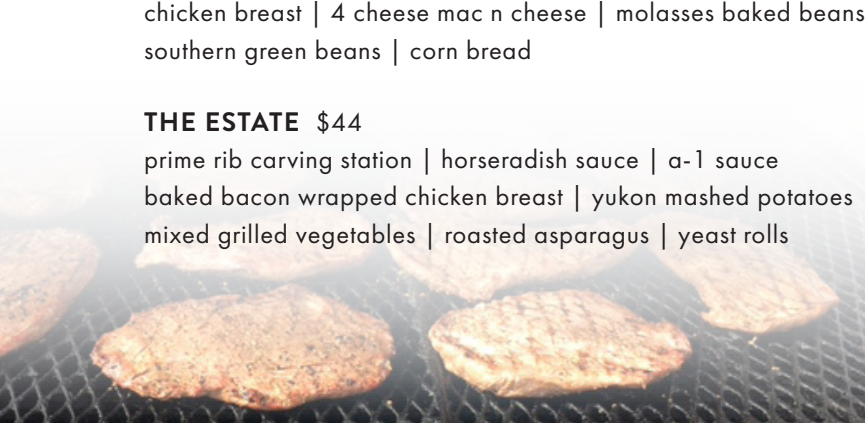 chicken breast | 4 cheese mac n cheese | molasses baked beans
southern green beans | corn bread
THE ESTATE $44
prime rib carving station | horseradish sauce | a-1 sauce
baked bacon wrapped chicken breast | yukon mashed potatoes
mixed grilled vegetables | roasted asparagus | yeast rolls